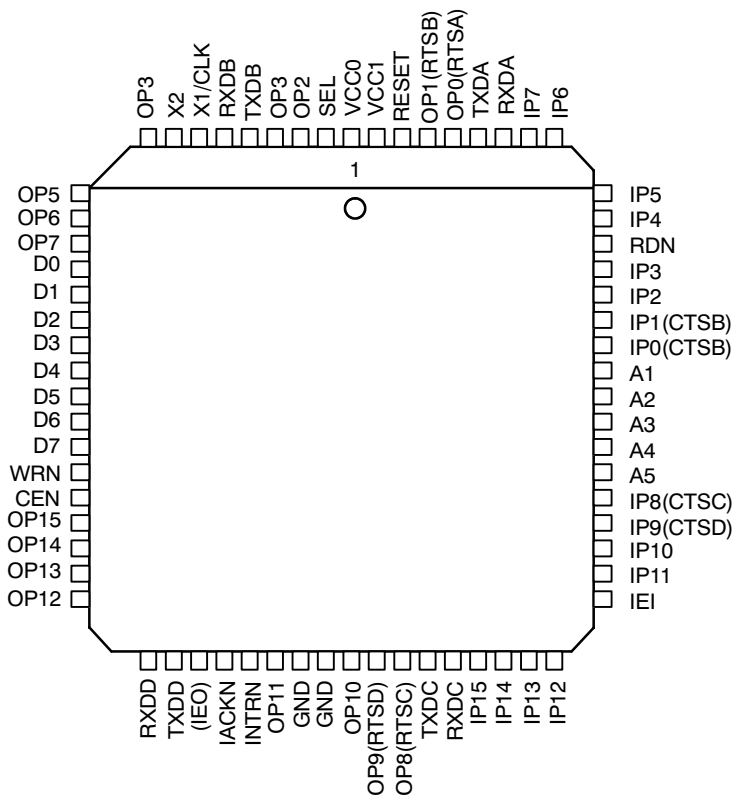 OP3
X2
X1/CLK
RXDB
TXDB
OP3
OP2
SEL
VCC0
VCC1
RESET
OP1(RTSB)
OP0(RTSA)
TXDA
RXDA
IP7
IP6
1
OP5
OP6
OP7
D0
D1
D2
D3
D4
D5
D6
D7
WRN
CEN
OP15
OP14
OP13
OP12
IP5
IP4
RDN
IP3
IP2
IP1(CTSB)
IP0(CTSB)
A1
A2
A3
A4
A5
IP8(CTSC)
IP9(CTSD)
IP10
IP11
IEI
RXDD
TXDD
(IEO)
IACKN
INTRN
OP11
GND
GND
OP10
OP9(RTSD)
OP8(RTSC)
TXDC
RXDC
IP15
IP14
IP13
IP12